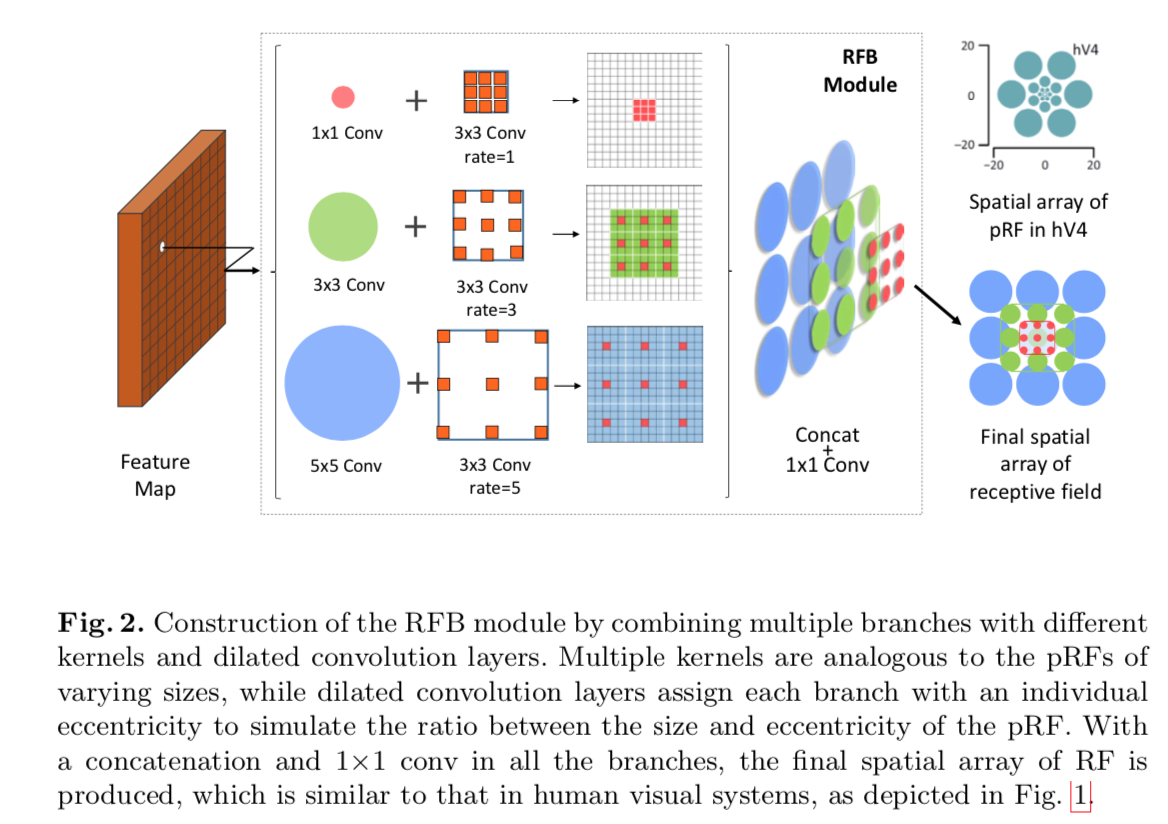 RFB
Module
1x1 Conv
3x3 Conv
rate=1
3x3 Conv
3x3 Conv
rate=3
5x5 Conv
3x3 Conv
rate=5
Feature
Map
Concat
+
1x1 Conv
20
0
−20
hV4
−20
0
20
Spatial array of
pRF in hV4
Final spatial
array of
receptive field
Fig. 2. Construction of the RFB module by combining multiple branches with different
kernels and dilated convolution layers. Multiple kernels are analogous to the pRFs of
varying sizes, while dilated convolution layers assign each branch with an individual
eccentricity to simulate the ratio between the size and eccentricity of the pRF. With
a concatenation and 1×1 conv in all the branches, the final spatial array of RF is
produced, which is similar to that in human visual systems, as depicted in Fig. 1.